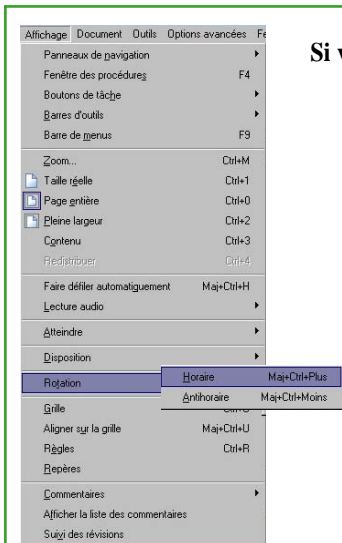 Affichage Document Outils Options avancées Fe
Si v
Panneaux de navigation
Fenêtre des procédures F4
Boutons de tâche
Barres d'outils
Barre de menus F9
Zoom... Ctrl+M
Taille réelle Ctrl+1
Page entière Ctrl+0
Pleine largeur Ctrl+2
Contenu Ctrl+3
Redistribuer Ctrl+4
Faire défiler automatiquement Maj+Ctrl+H
Lecture audio
Atteindre
Disposition
Rotation
Horaire Maj+Ctrl+Plus
Antihoraire Maj+Ctrl+Moins
Grille
Aligner sur la grille Maj+Ctrl+U
Règles Ctrl+R
Repères
Commentaires
Afficher la liste des commentaires
Suivi des révisions